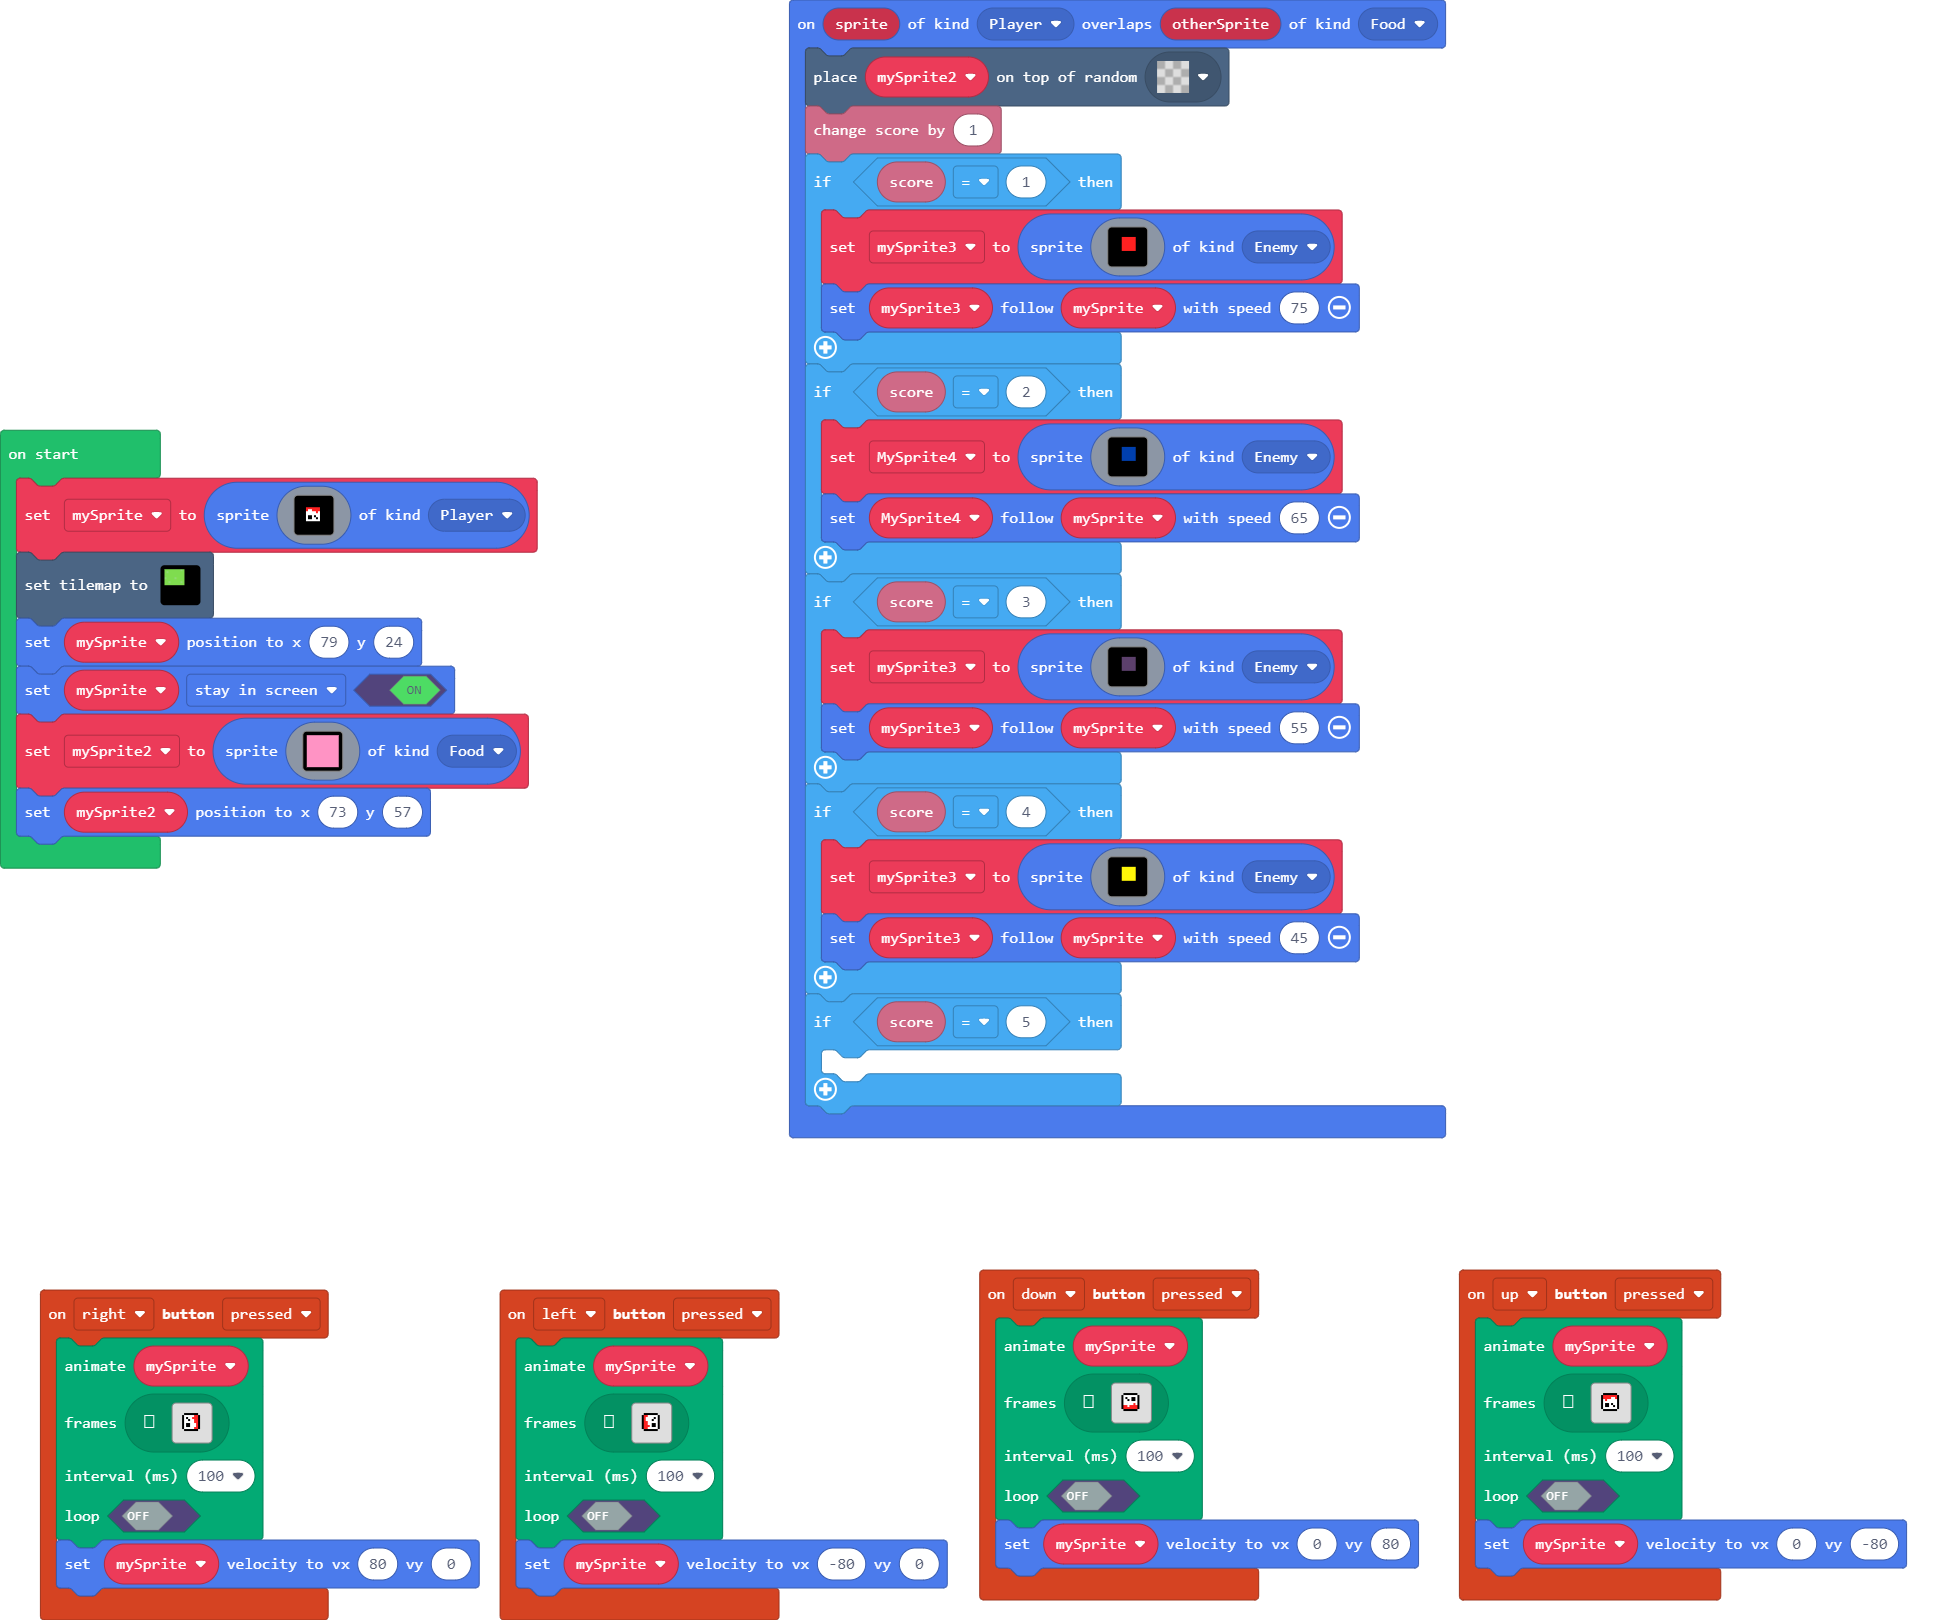 on start
set mySprite to sprite of kind Player
set tilemap to
set mySprite position to x 79 y 24
set mySprite stay in screen ON
set mySprite2 to sprite of kind Food
set mySprite2 position to x 73 y 57
on sprite of kind Player overlaps otherSprite of kind Food
place mySprite2 on top of random
change score by 1
if score = 1 then
set mySprite3 to sprite of kind Enemy
set mySprite3 follow mySprite with speed 75
if score = 2 then
set MySprite4 to sprite of kind Enemy
set MySprite4 follow mySprite with speed 65
if score = 3 then
set mySprite3 to sprite of kind Enemy
set mySprite3 follow mySprite with speed 55
if score = 4 then
set mySprite3 to sprite of kind Enemy
set mySprite3 follow mySprite with speed 45
if score = 5 then
on right button pressed
animate mySprite
frames
interval (ms) 100
loop OFF
set mySprite velocity to vx 80 vy 0
on left button pressed
animate mySprite
frames
interval (ms) 100
loop OFF
set mySprite velocity to vx -80 vy 0
on down button pressed
animate mySprite
frames
interval (ms) 100
loop OFF
set mySprite velocity to vx 0 vy 80
on up button pressed
animate mySprite
frames
interval (ms) 100
loop OFF
set mySprite velocity to vx 0 vy -80